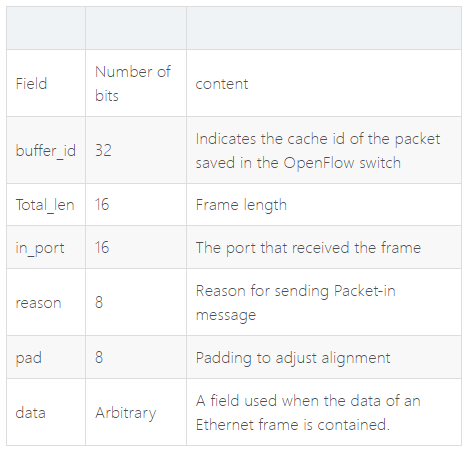 Field Number of bits content
buffer_id 32 Indicates the cache id of the packet saved in the OpenFlow switch
Total_len 16 Frame length
in_port 16 The port that received the frame
reason 8 Reason for sending Packet-in message
pad 8 Padding to adjust alignment
data Arbitrary A field used when the data of an Ethernet frame is contained.